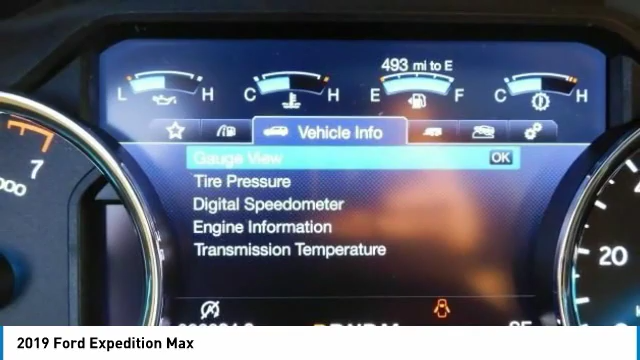 493 mi to E
L H C H E F C H
Vehicle Info
Gauge View OK
Tire Pressure
7
Digital Speedometer
Engine Information
Transmission Temperature
20
2019 Ford Expedition Max